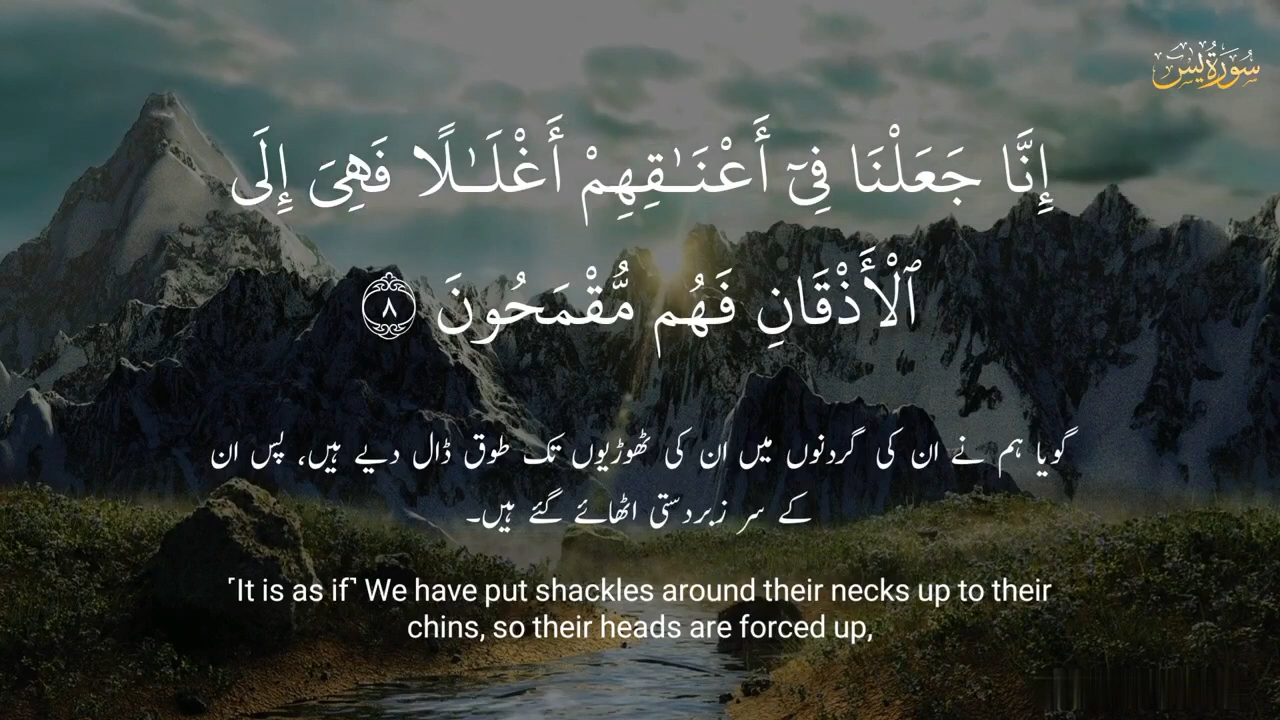 سُورَةُ يسٓ
إِنَّا جَعَلْنَا فِىٓ أَعْنَـٰقِهِمْ أَغْلَـٰلًا فَهِىَ إِلَى
ٱلْأَذْقَانِ فَهُم مُّقْمَحُونَ ٨
گویا ہم نے ان کی گردنوں میں ان کی ٹھوڑیوں تک طوق ڈال دیے ہیں، پس ان
کے سر زبردستی اٹھائے گئے ہیں۔
˹It is as if˺ We have put shackles around their necks up to their
chins, so their heads are forced up,